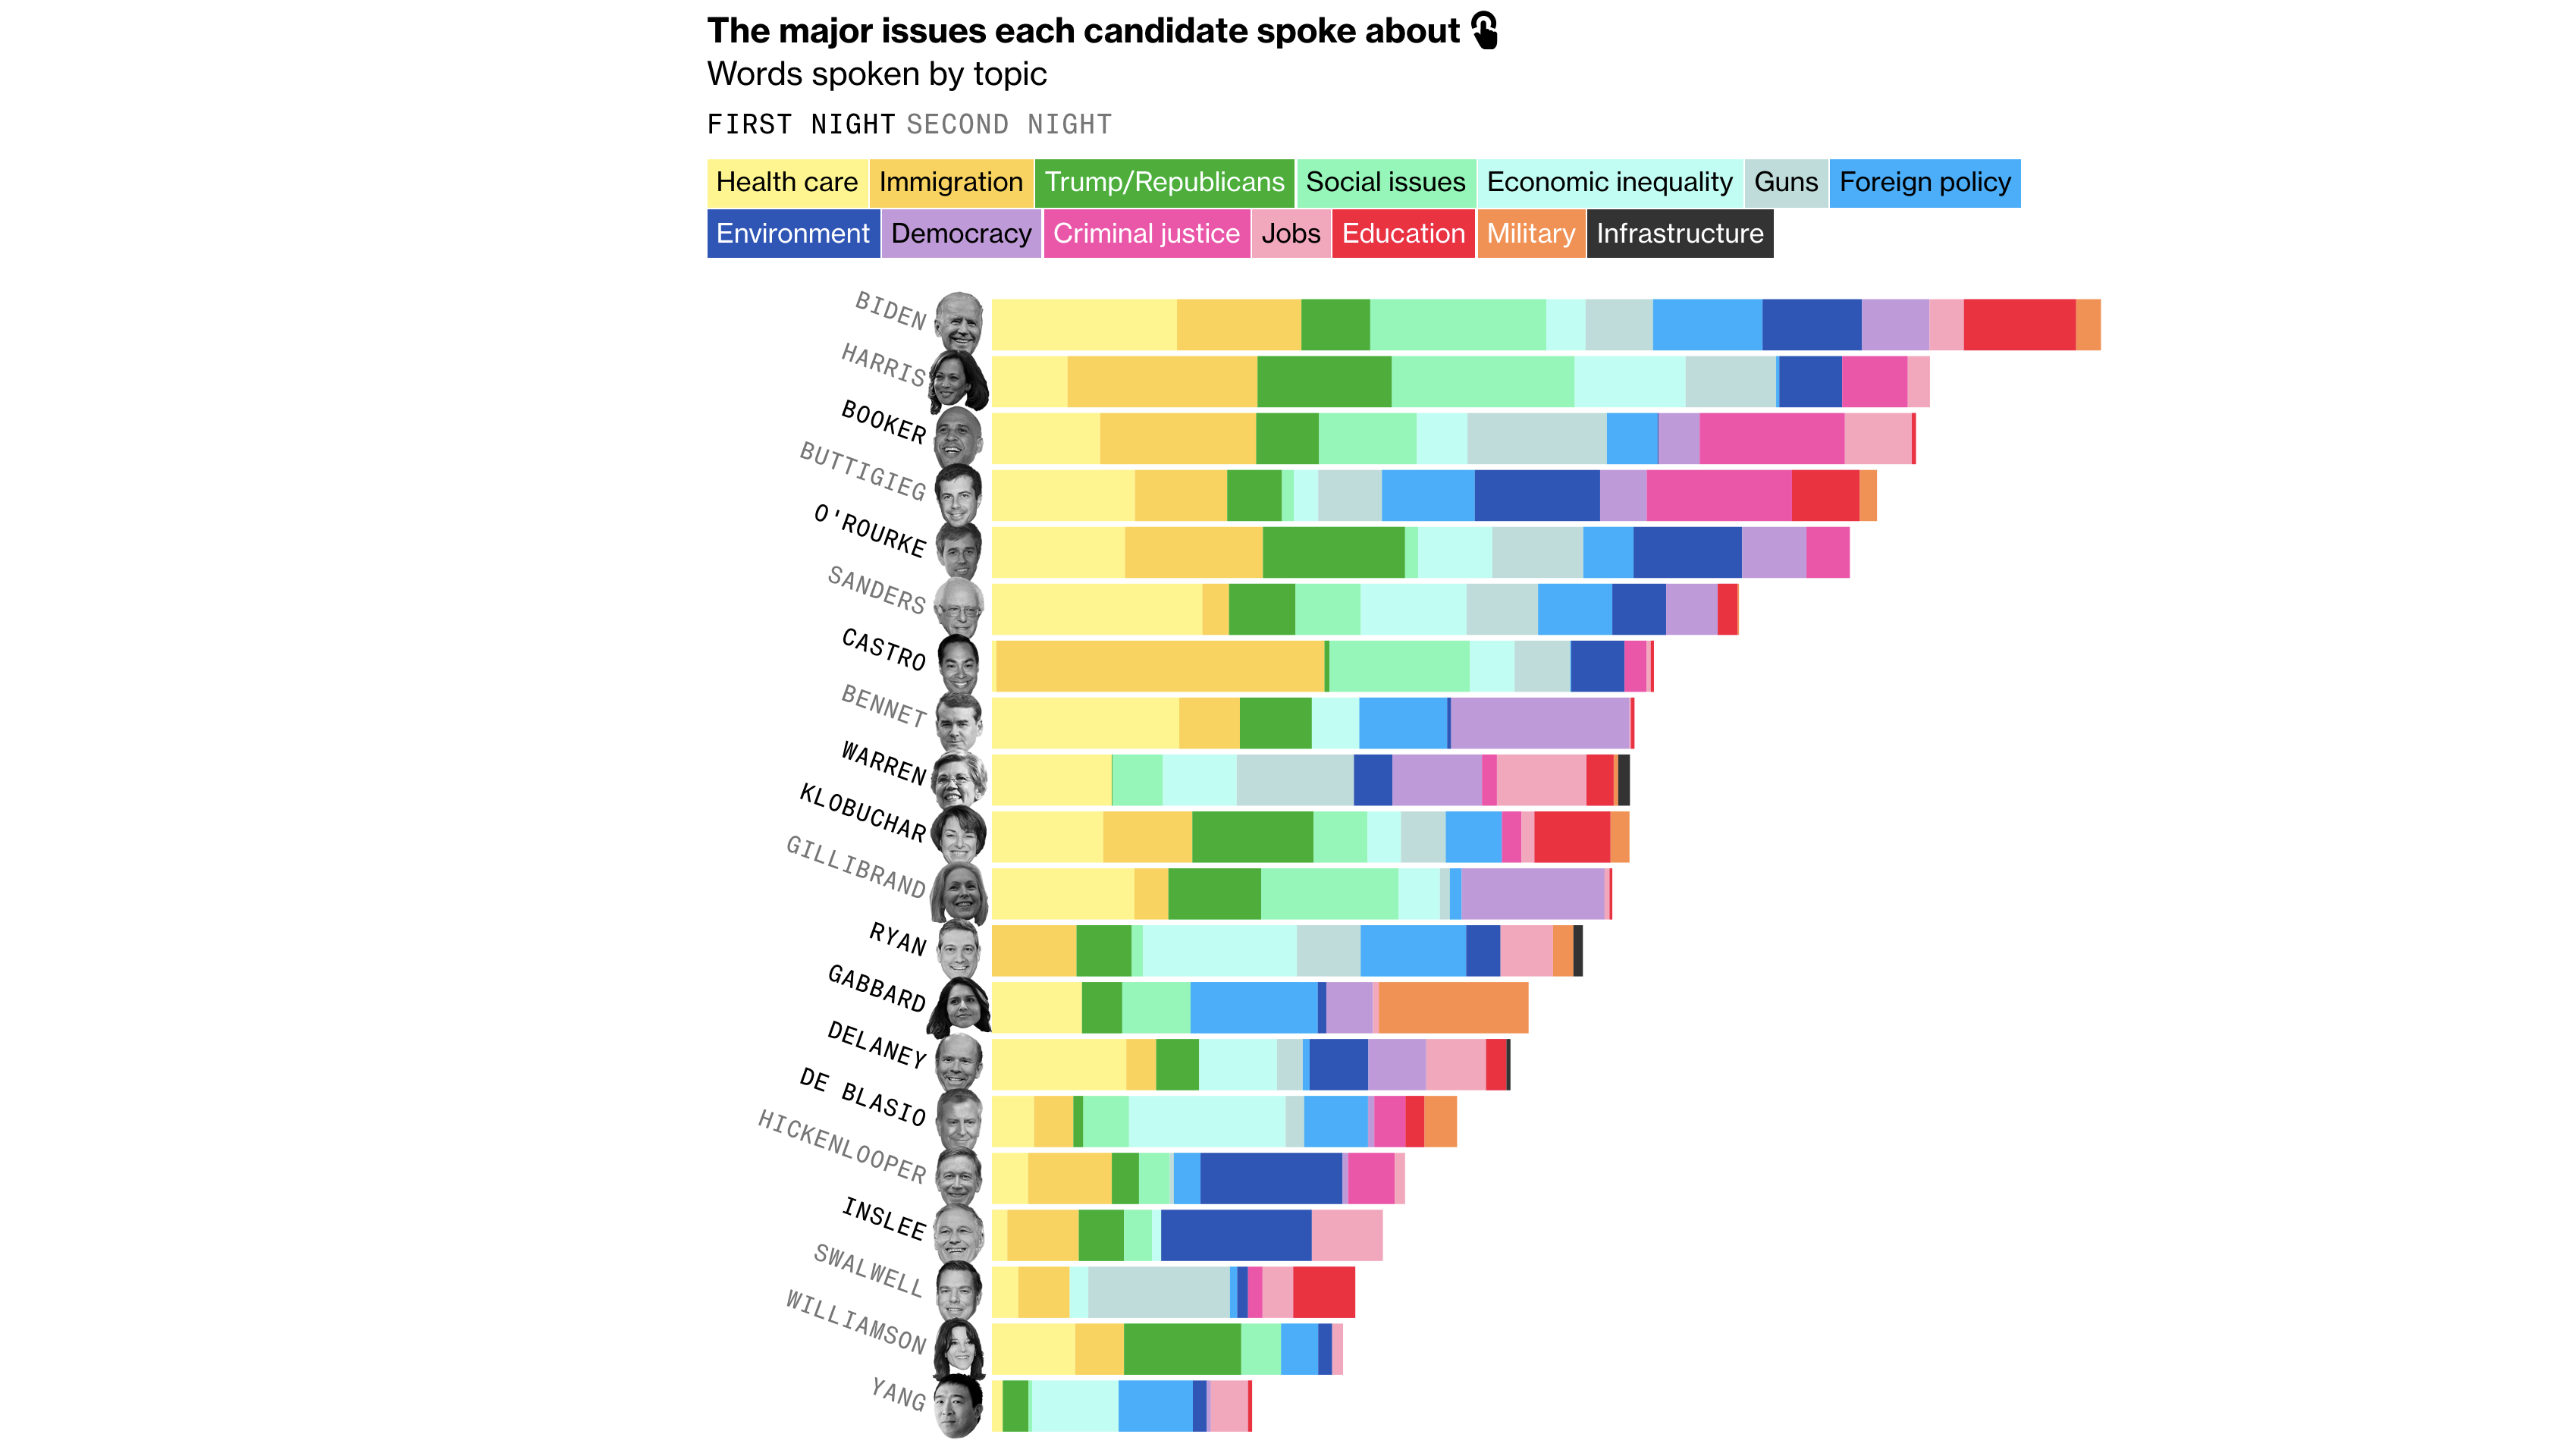 The major issues each candidate spoke about
Words spoken by topic
FIRST NIGHT SECOND NIGHT
Health care Immigration Trump/Republicans Social issues Economic inequality Guns Foreign policy
Environment Democracy Criminal justice Jobs Education Military Infrastructure
BIDEN
HARRIS
BOOKER
BUTTIGIEG
O'ROURKE
SANDERS
CASTRO
BENNET
WARREN
KLOBUCHAR
GILLIBRAND
RYAN
GABBARD
DELANEY
DE BLASIO
HICKENLOOPER
INSLEE
SWALWELL
WILLIAMSON
YANG